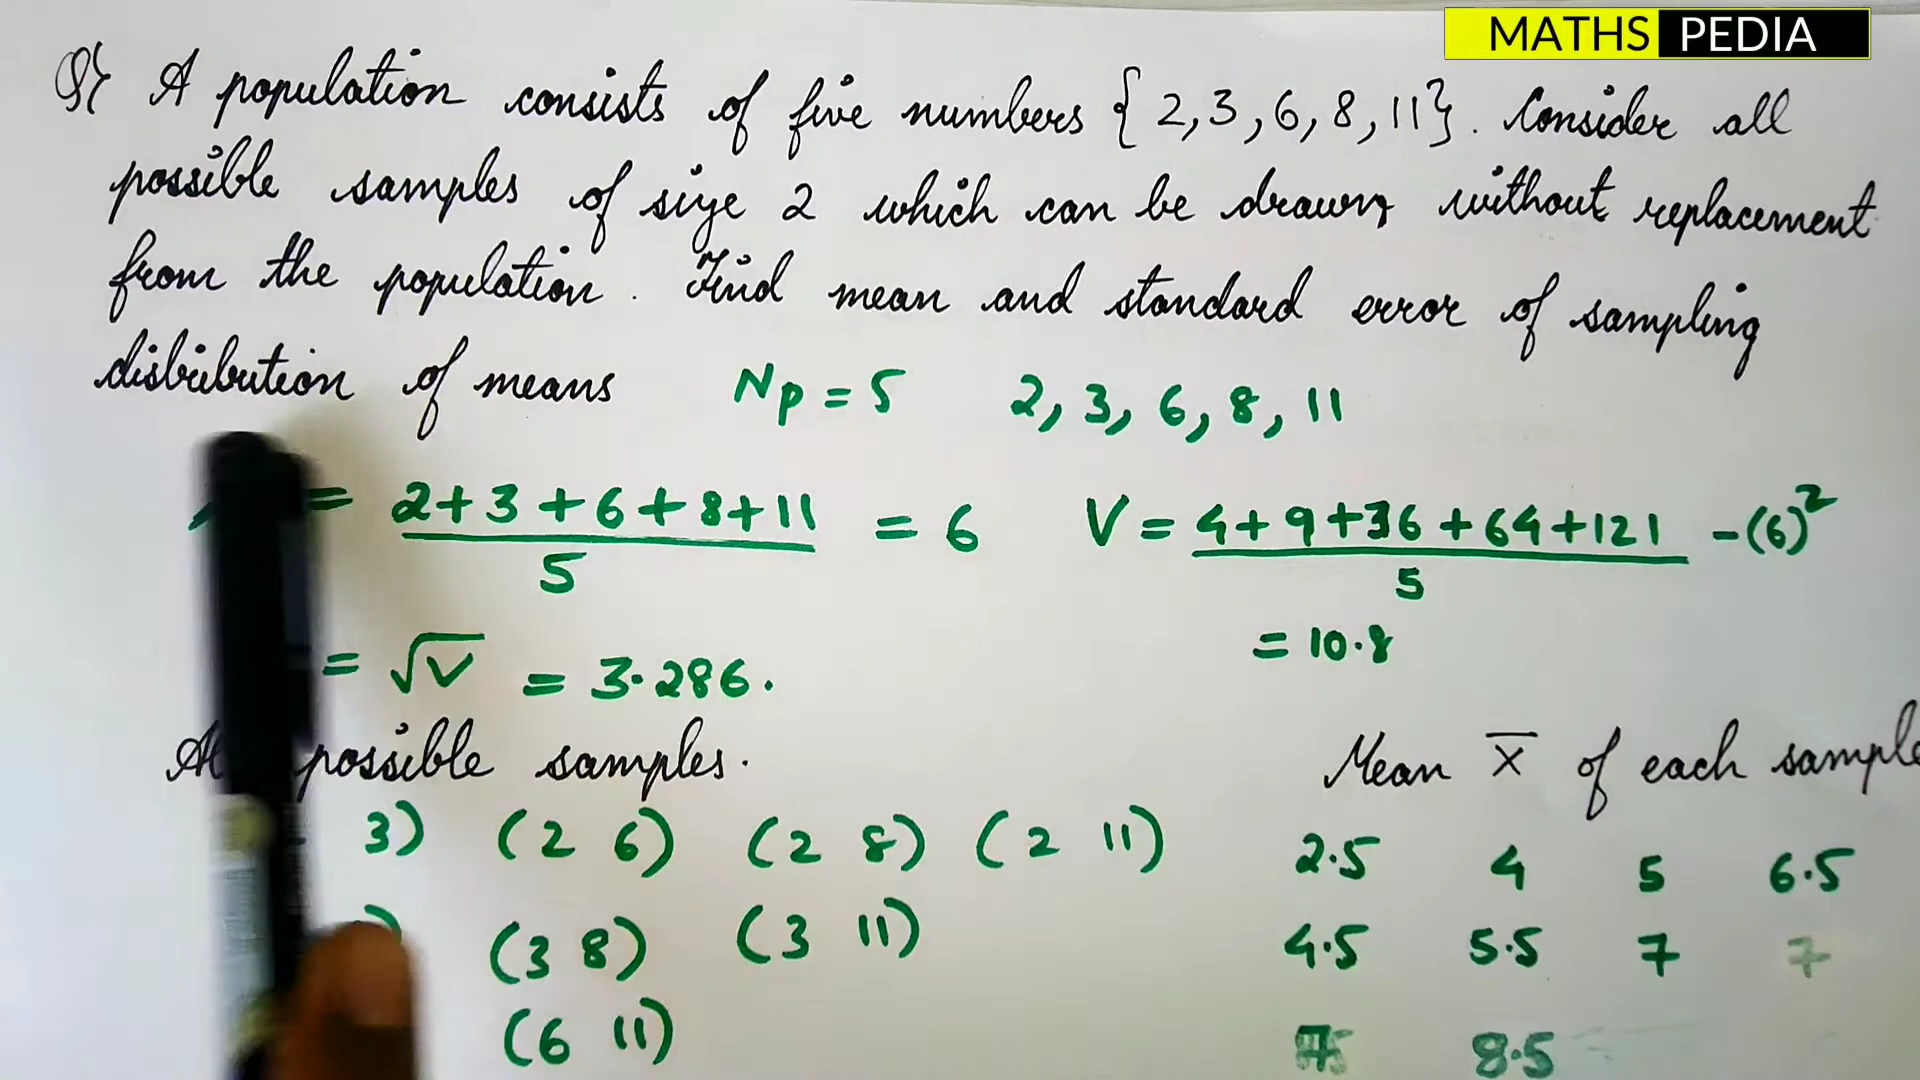 MATHS PEDIA
Q) A population consists of five numbers {2,3,6,8,11}. Consider all
possible samples of size 2 which can be drawn without replacement
from the population. Find mean and standard error of sampling
distribution of means Np = 5 2, 3, 6, 8, 11
= 2+3+6+8+11 / 5 = 6 V = 4+9+36+64+121 / 5 -(6)²
= √V = 3.286. = 10.8
possible samples. Mean X̄ of each sample
3) (2 6) (2 8) (2 11) 2.5 4 5 6.5
) (3 8) (3 11) 4.5 5.5 7 7
(6 11) 8.5